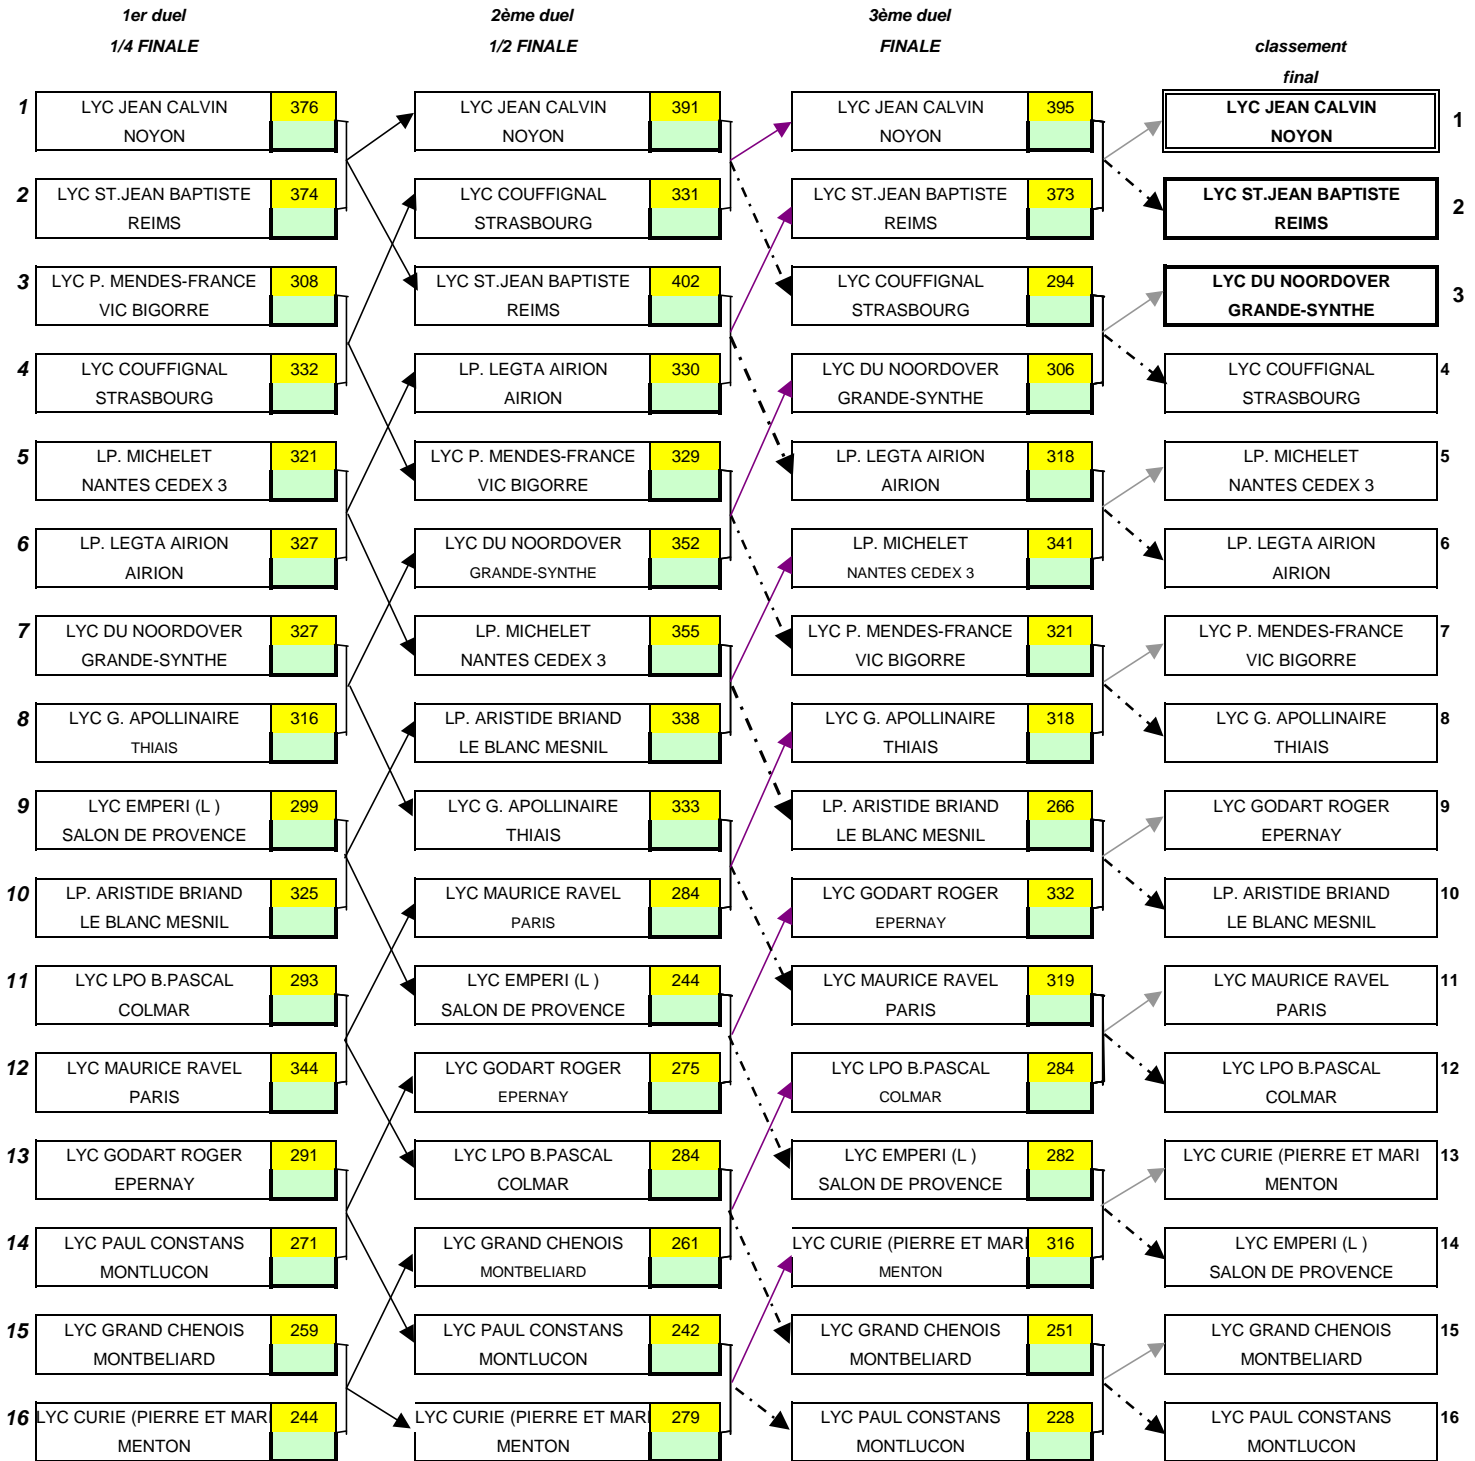 1er duel
2ème duel
3ème duel
1/4 FINALE
1/2 FINALE
FINALE
classement
final
1 LYC JEAN CALVIN 376 LYC JEAN CALVIN 391 LYC JEAN CALVIN 395 LYC JEAN CALVIN 1
NOYON NOYON NOYON NOYON
2 LYC ST.JEAN BAPTISTE 374 LYC COUFFIGNAL 331 LYC ST.JEAN BAPTISTE 373 LYC ST.JEAN BAPTISTE 2
REIMS STRASBOURG REIMS REIMS
3 LYC P. MENDES-FRANCE 308 LYC ST.JEAN BAPTISTE 402 LYC COUFFIGNAL 294 LYC DU NOORDOVER 3
VIC BIGORRE REIMS STRASBOURG GRANDE-SYNTHE
4 LYC COUFFIGNAL 332 LP. LEGTA AIRION 330 LYC DU NOORDOVER 306 LYC COUFFIGNAL 4
STRASBOURG AIRION GRANDE-SYNTHE STRASBOURG
5 LP. MICHELET 321 LYC P. MENDES-FRANCE 329 LP. LEGTA AIRION 318 LP. MICHELET 5
NANTES CEDEX 3 VIC BIGORRE AIRION NANTES CEDEX 3
6 LP. LEGTA AIRION 327 LYC DU NOORDOVER 352 LP. MICHELET 341 LP. LEGTA AIRION 6
AIRION GRANDE-SYNTHE NANTES CEDEX 3 AIRION
7 LYC DU NOORDOVER 327 LP. MICHELET 355 LYC P. MENDES-FRANCE 321 LYC P. MENDES-FRANCE 7
GRANDE-SYNTHE NANTES CEDEX 3 VIC BIGORRE VIC BIGORRE
8 LYC G. APOLLINAIRE 316 LP. ARISTIDE BRIAND 338 LYC G. APOLLINAIRE 318 LYC G. APOLLINAIRE 8
THIAIS LE BLANC MESNIL THIAIS THIAIS
9 LYC EMPERI (L ) 299 LYC G. APOLLINAIRE 333 LP. ARISTIDE BRIAND 266 LYC GODART ROGER 9
SALON DE PROVENCE THIAIS LE BLANC MESNIL EPERNAY
10 LP. ARISTIDE BRIAND 325 LYC MAURICE RAVEL 284 LYC GODART ROGER 332 LP. ARISTIDE BRIAND 10
LE BLANC MESNIL PARIS EPERNAY LE BLANC MESNIL
11 LYC LPO B.PASCAL 293 LYC EMPERI (L ) 244 LYC MAURICE RAVEL 319 LYC MAURICE RAVEL 11
COLMAR SALON DE PROVENCE PARIS PARIS
12 LYC MAURICE RAVEL 344 LYC GODART ROGER 275 LYC LPO B.PASCAL 284 LYC LPO B.PASCAL 12
PARIS EPERNAY COLMAR COLMAR
13 LYC GODART ROGER 291 LYC LPO B.PASCAL 284 LYC EMPERI (L ) 282 LYC CURIE (PIERRE ET MARI 13
EPERNAY COLMAR SALON DE PROVENCE MENTON
14 LYC PAUL CONSTANS 271 LYC GRAND CHENOIS 261 LYC CURIE (PIERRE ET MARI 316 LYC EMPERI (L ) 14
MONTLUCON MONTBELIARD MENTON SALON DE PROVENCE
15 LYC GRAND CHENOIS 259 LYC PAUL CONSTANS 242 LYC GRAND CHENOIS 251 LYC GRAND CHENOIS 15
MONTBELIARD MONTLUCON MONTBELIARD MONTBELIARD
16 LYC CURIE (PIERRE ET MARI 244 LYC CURIE (PIERRE ET MARI 279 LYC PAUL CONSTANS 228 LYC PAUL CONSTANS 16
MENTON MENTON MONTLUCON MONTLUCON